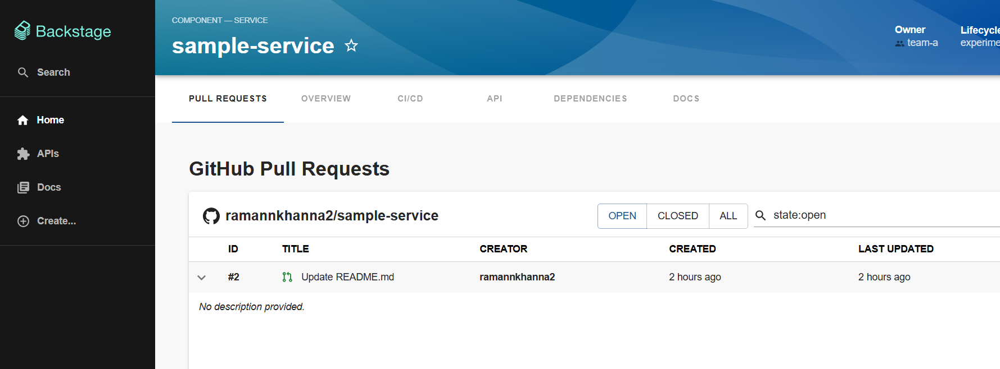 Backstage
Search
Home
APIs
Docs
Create...
COMPONENT — SERVICE
sample-service
Owner
team-a
Lifecycle
experime
PULL REQUESTS OVERVIEW CI/CD API DEPENDENCIES DOCS
GitHub Pull Requests
ramannkhanna2/sample-service OPEN CLOSED ALL state:open
ID TITLE CREATOR CREATED LAST UPDATED
#2 Update README.md ramannkhanna2 2 hours ago 2 hours ago
No description provided.